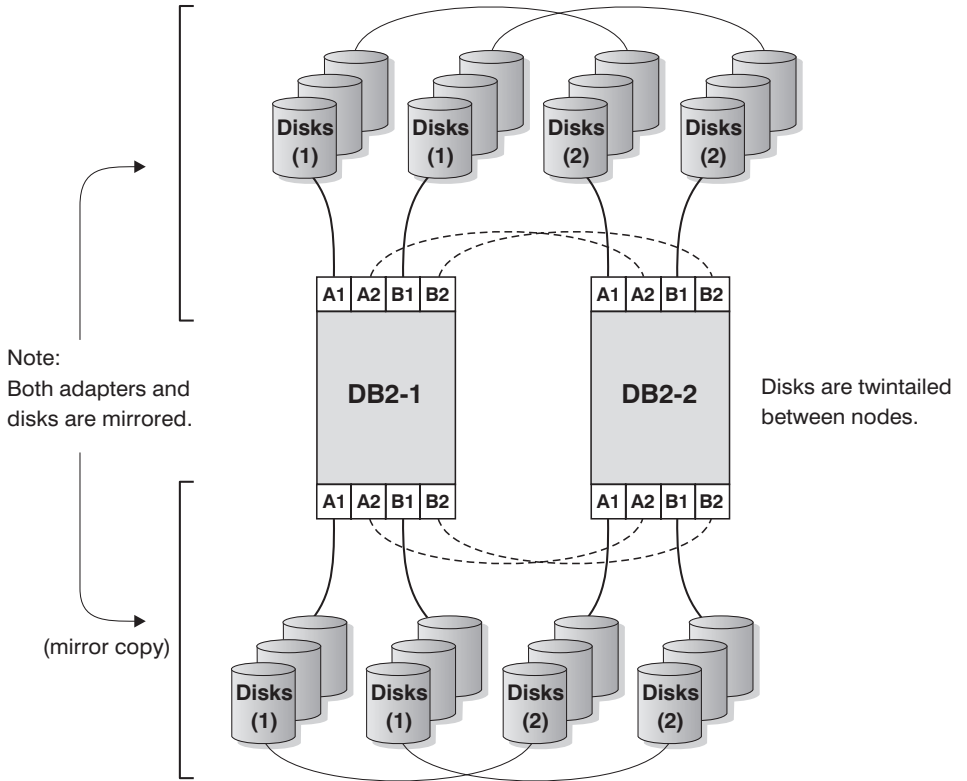 Disks Disks Disks Disks
(1) (1) (2) (2)
A1 A2 B1 B2 A1 A2 B1 B2
Note:
Both adapters and
disks are mirrored.
DB2-1 DB2-2
Disks are twintailed
between nodes.
A1 A2 B1 B2 A1 A2 B1 B2
(mirror copy)
Disks Disks Disks Disks
(1) (1) (2) (2)